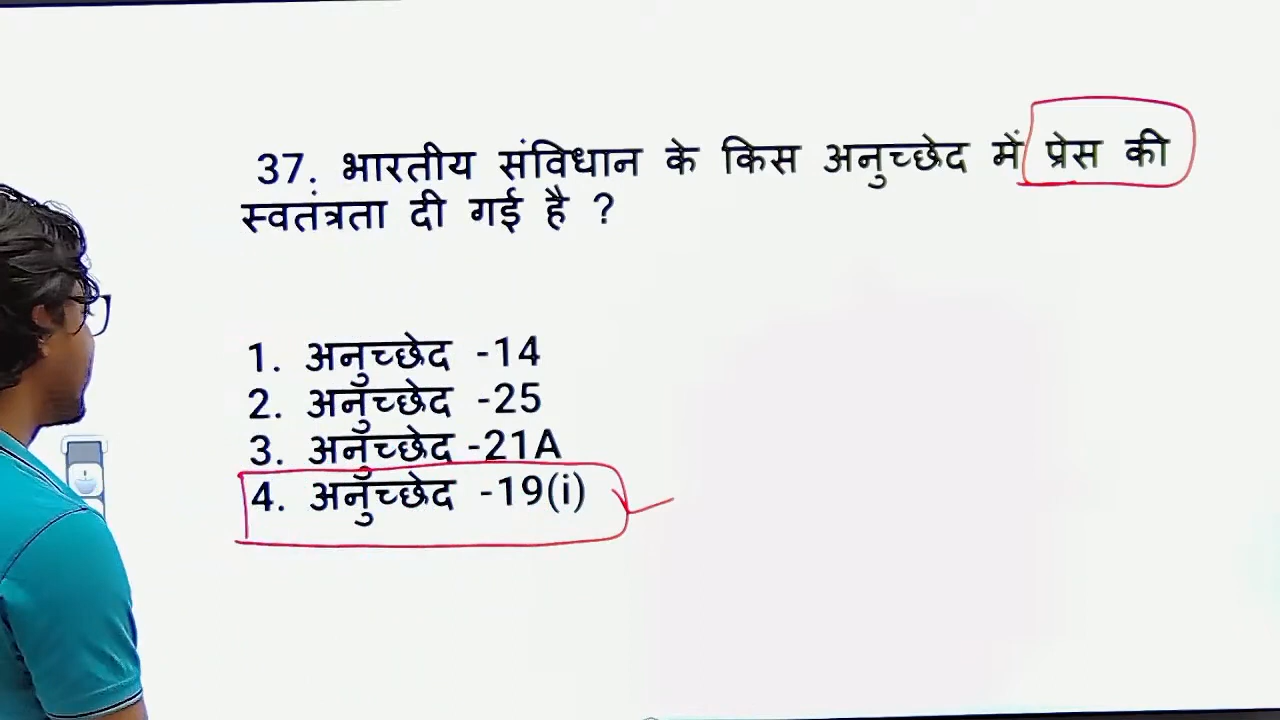 37. भारतीय संविधान के किस अनुच्छेद में प्रेस की
स्वतंत्रता दी गई है ?
1. अनुच्छेद -14
2. अनुच्छेद -25
3. अनुच्छेद -21A
4. अनुच्छेद -19(i)